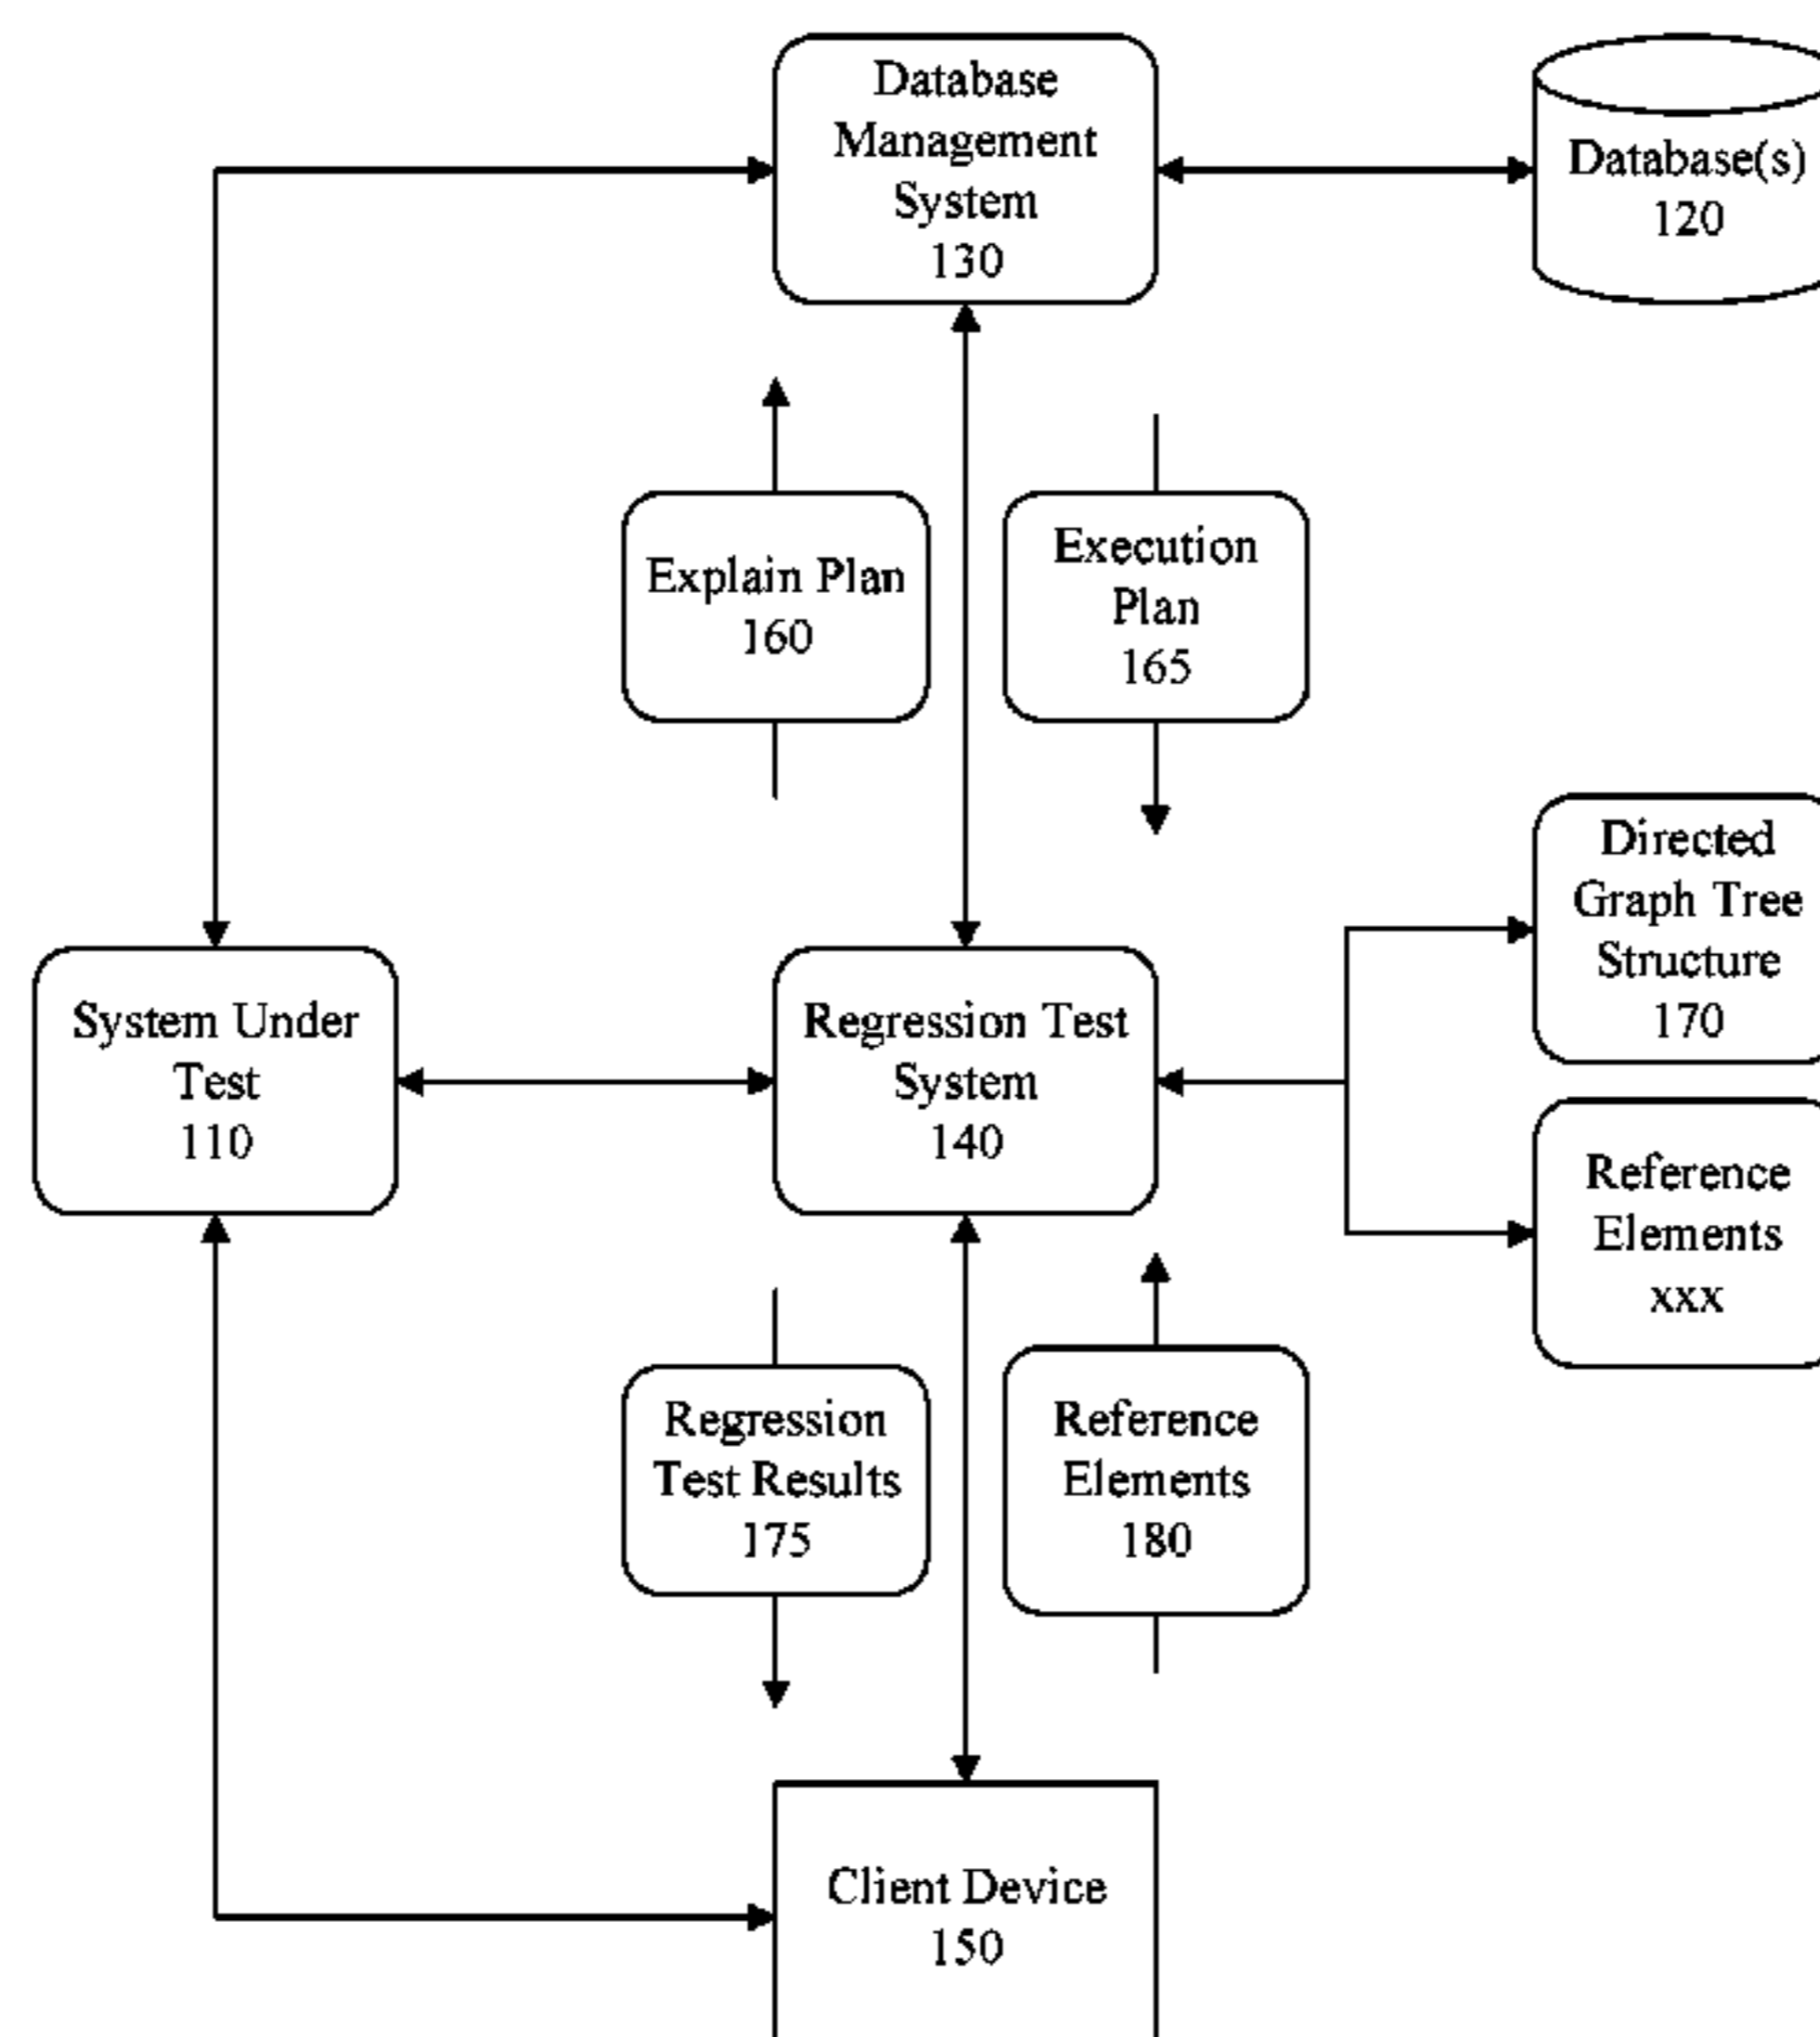 Database
Management
System
130
Database(s)
120
Explain Plan
160
Execution
Plan
165
Directed
Graph Tree
Structure
170
System Under
Test
110
Regression Test
System
140
Reference
Elements
xxx
Regression
Test Results
175
Reference
Elements
180
Client Device
150